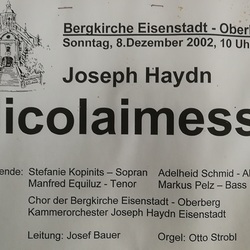 Bergkirche Eisenstadt - Oberb
Sonntag, 8.Dezember 2002, 10 Uh
Joseph Haydn
icolaimess
ende: Stefanie Kopinits – Sopran Adelheid Schmid - Al
Manfred Equiluz - Tenor Markus Pelz – Bass
Chor der Bergkirche Eisenstadt - Oberberg
Kammerorchester Joseph Haydn Eisenstadt
Leitung: Josef Bauer Orgel: Otto Strobl